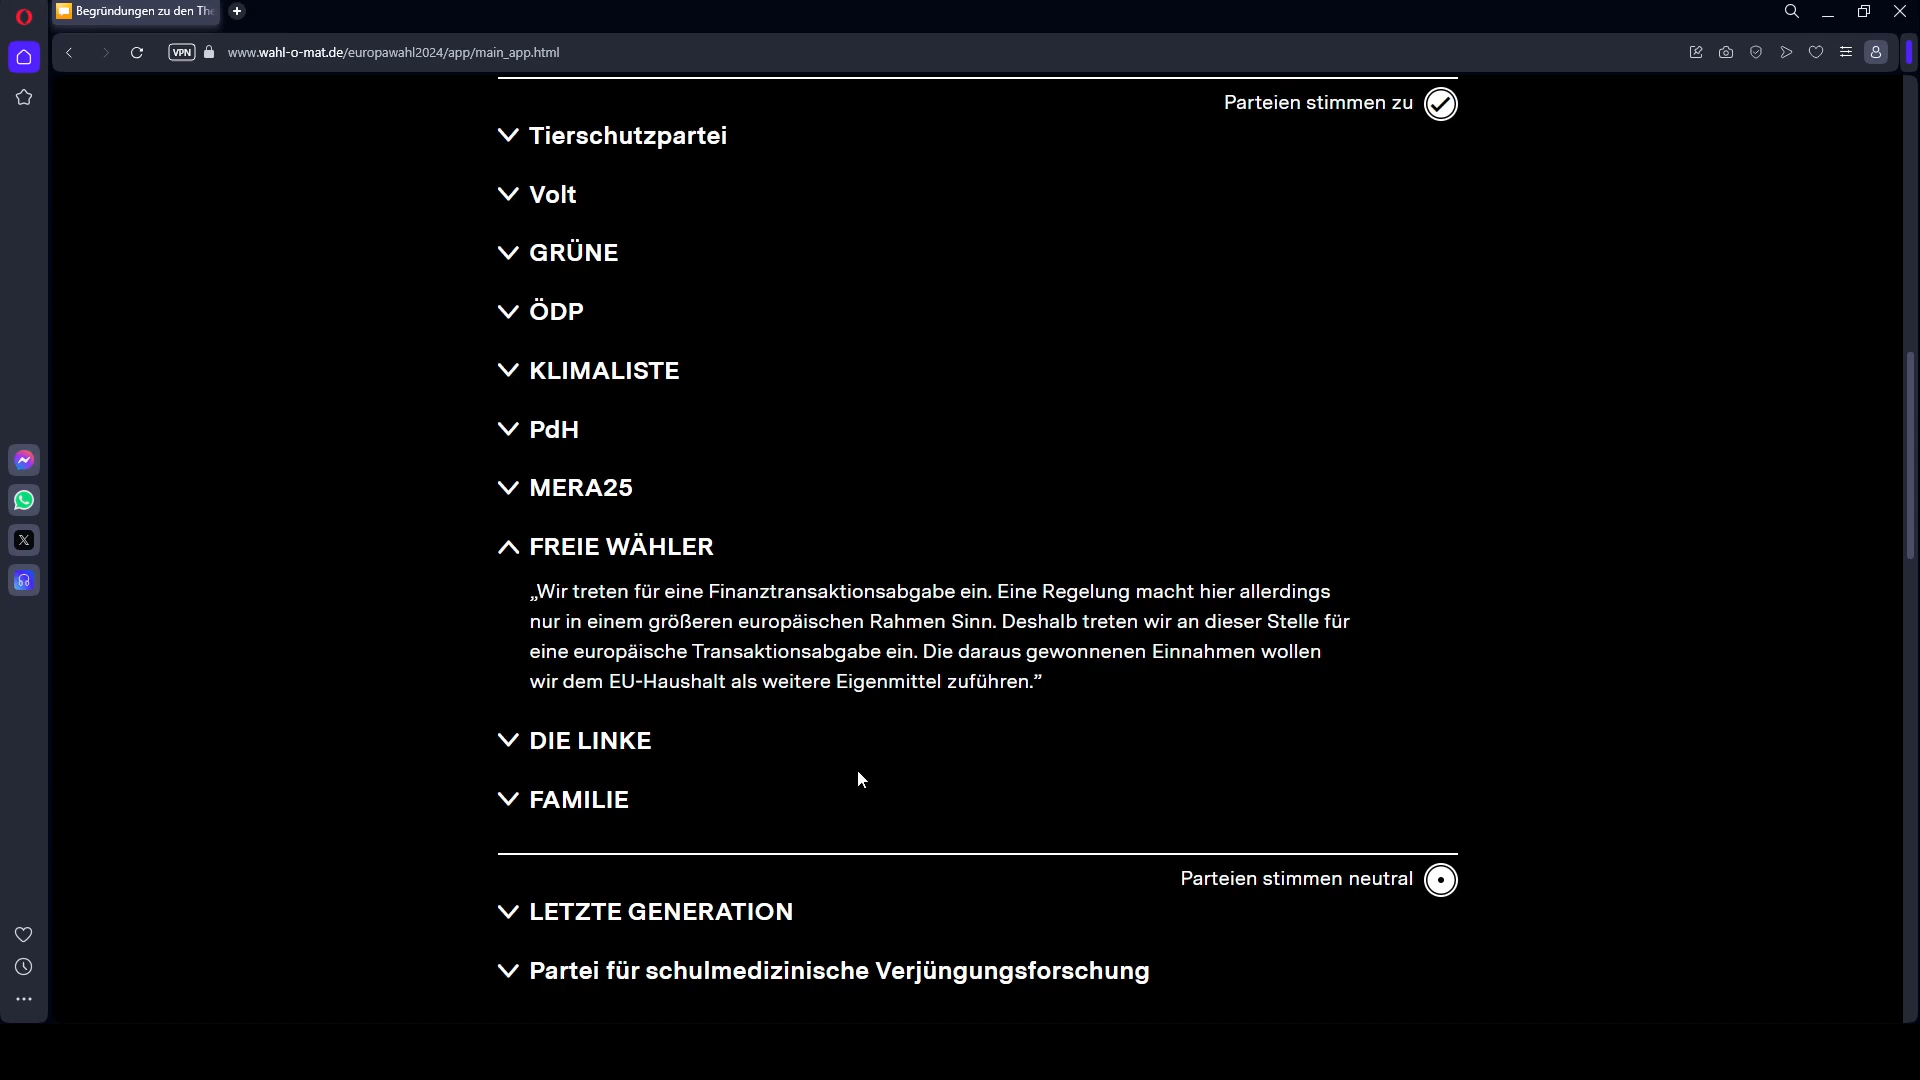 Begründungen zu den The
www.wahl-o-mat.de/europawahl2024/app/main_app.html
VPN
Parteien stimmen zu
Tierschutzpartei
Volt
GRÜNE
ÖDP
KLIMALISTE
PdH
MERA25
FREIE WÄHLER
„Wir treten für eine Finanztransaktionsabgabe ein. Eine Regelung macht hier allerdings
nur in einem größeren europäischen Rahmen Sinn. Deshalb treten wir an dieser Stelle für
eine europäische Transaktionsabgabe ein. Die daraus gewonnenen Einnahmen wollen
wir dem EU-Haushalt als weitere Eigenmittel zuführen.”
DIE LINKE
FAMILIE
Parteien stimmen neutral
LETZTE GENERATION
Partei für schulmedizinische Verjüngungsforschung